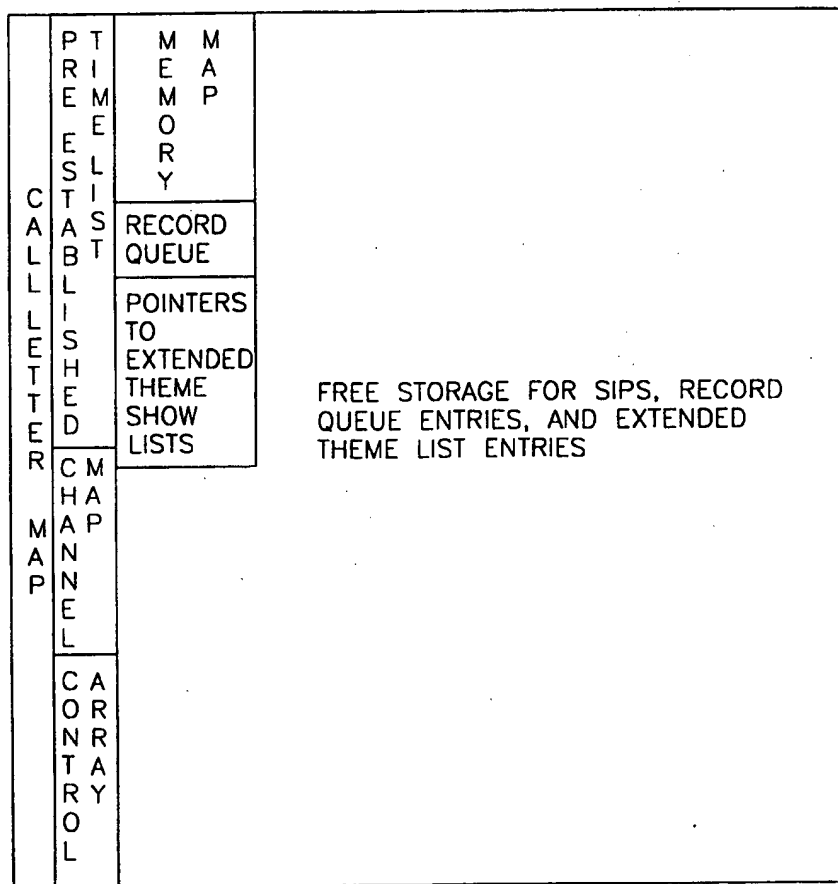 CALL LETTER MAP
PRE ESTABLISHED
TIME LIST
CHANNEL
MAP
CONTROL
ARRAY
MEMORY
MAP
RECORD
QUEUE
POINTERS
TO
EXTENDED
THEME
SHOW
LISTS
FREE STORAGE FOR SIPS, RECORD
QUEUE ENTRIES, AND EXTENDED
THEME LIST ENTRIES